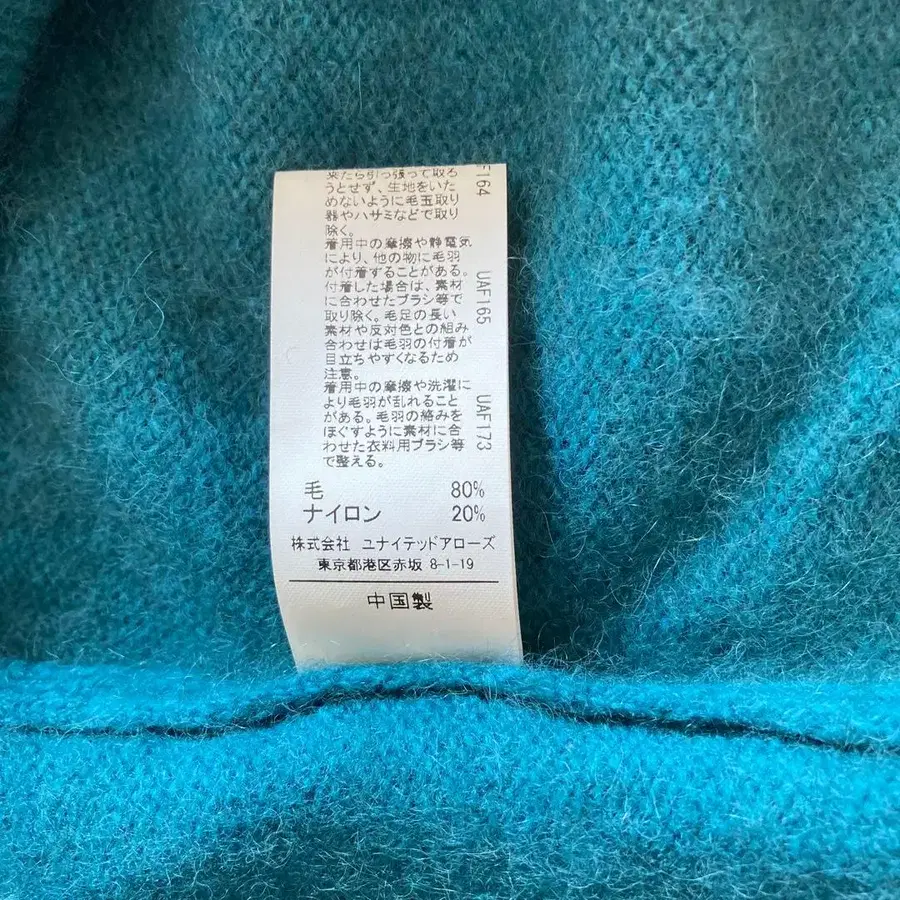 来たら引っ張って取ろ
うとせず、生地をいた
めないように毛玉取り
器やハサミなどで取り
除く。
着用中の摩擦や静電気
により、他の物に毛羽
が付着することがある。
付着した場合は、素材
に合わせたブラシ等で
取り除く。毛足の長い
素材や反対色との組み
合わせは毛羽の付着が
目立ちやすくなるため
注意。
着用中の摩擦や洗濯に
より毛羽が乱れること
がある。毛羽の絡みを
ほぐすように素材に合
わせた衣料用ブラシ等
で整える。
毛 80%
ナイロン 20%
株式会社 ユナイテッドアローズ
東京都港区赤坂 8-1-19
中国製
F164
UAF165
UAF173